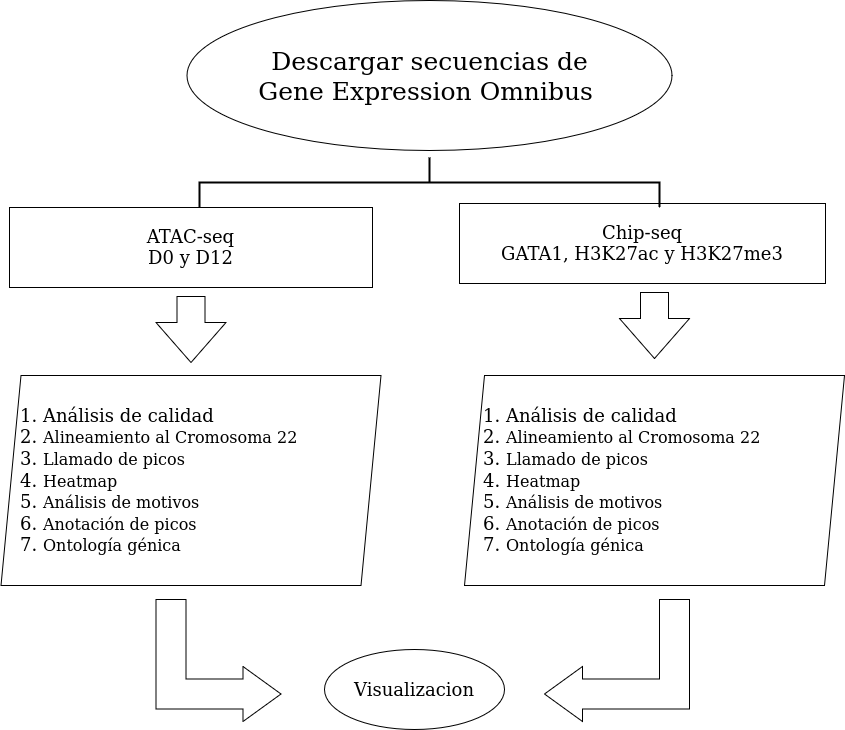 Descargar secuencias de
Gene Expression Omnibus
ATAC-seq
D0 y D12
Chip-seq
GATA1, H3K27ac y H3K27me3
1. Análisis de calidad
2. Alineamiento al Cromosoma 22
3. Llamado de picos
4. Heatmap
5. Análisis de motivos
6. Anotación de picos
7. Ontología génica
1. Análisis de calidad
2. Alineamiento al Cromosoma 22
3. Llamado de picos
4. Heatmap
5. Análisis de motivos
6. Anotación de picos
7. Ontología génica
Visualizacion